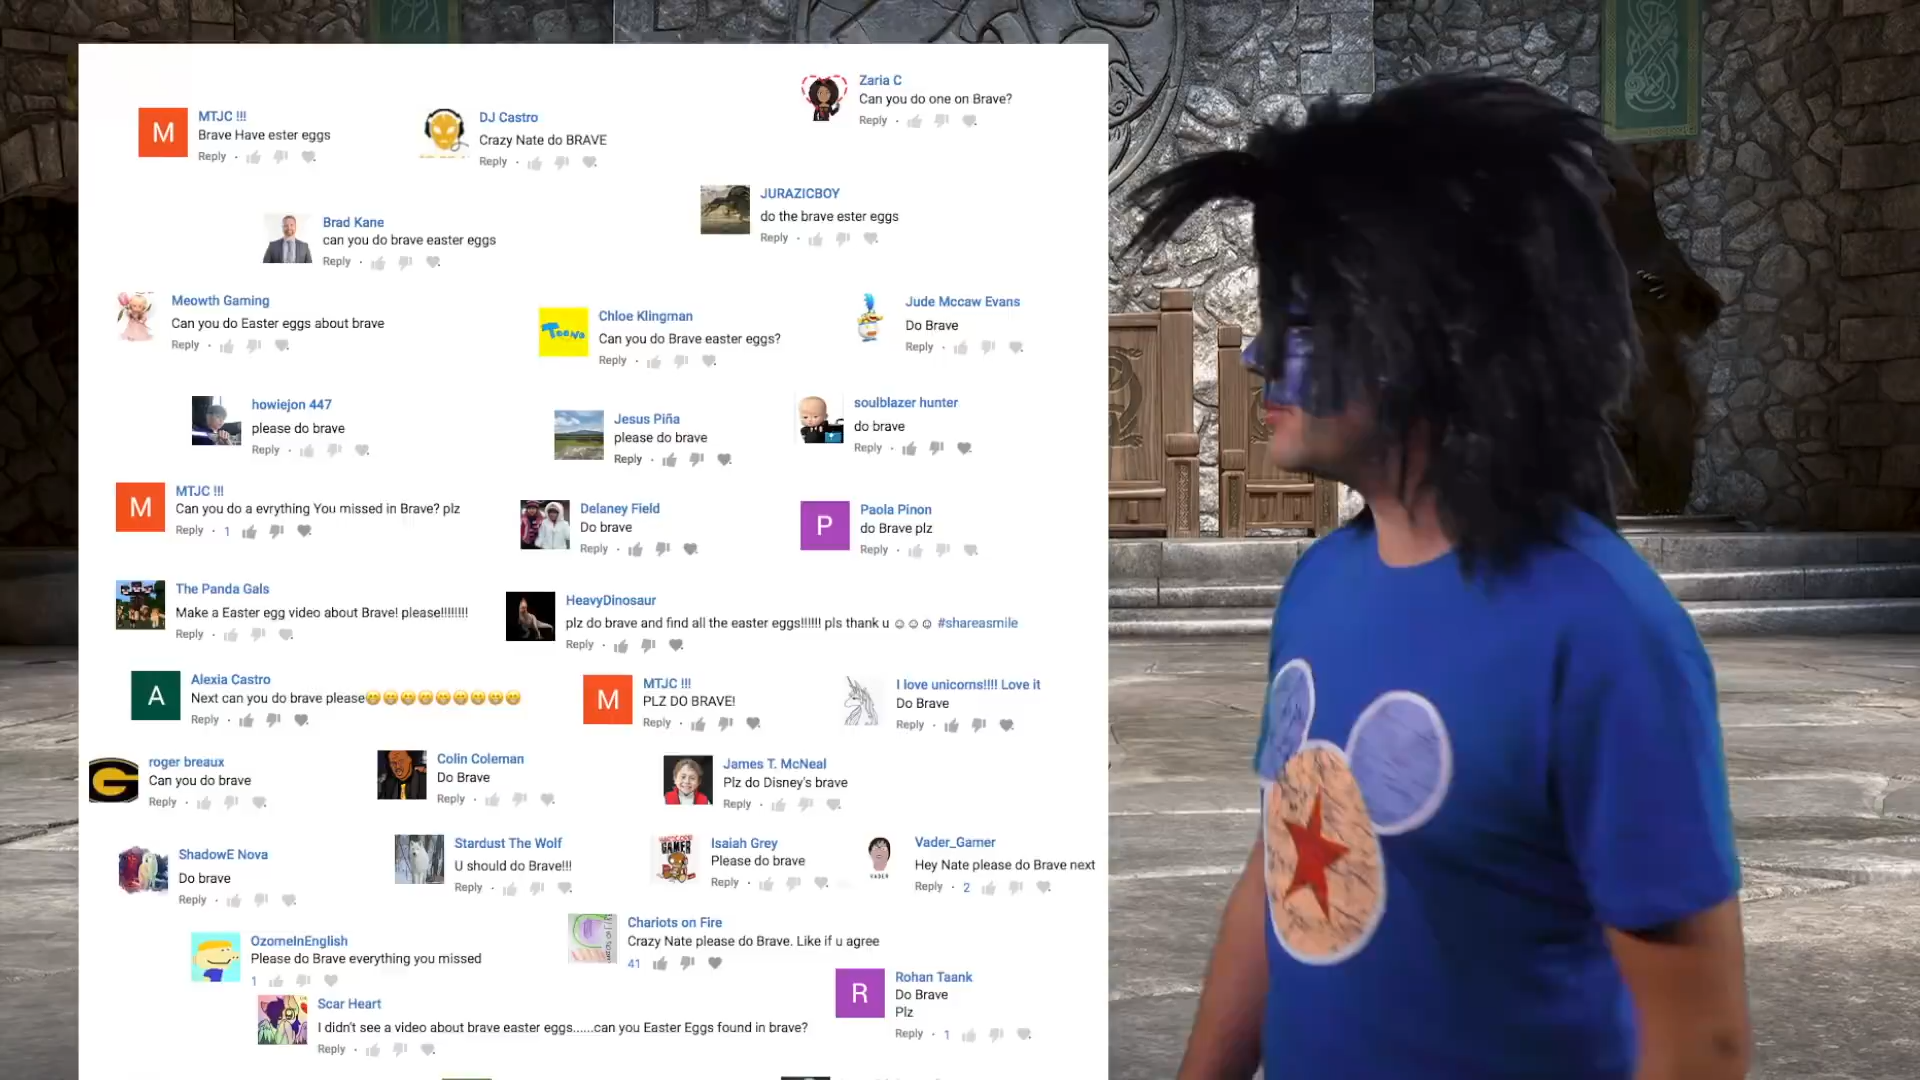 Zaria C
Can you do one on Brave?
Reply
MTJC !!!
Brave Have ester eggs
Reply
DJ Castro
Crazy Nate do BRAVE
Reply
JURAZICBOY
do the brave ester eggs
Reply
Brad Kane
can you do brave easter eggs
Reply
Meowth Gaming
Can you do Easter eggs about brave
Reply
Chloe Klingman
Can you do Brave easter eggs?
Reply
Jude Mccaw Evans
Do Brave
Reply
howiejon 447
please do brave
Reply
Jesus Piña
please do brave
Reply
soulblazer hunter
do brave
Reply
M
MTJC !!!
Can you do a evrything You missed in Brave? plz
Reply · 1
Delaney Field
Do brave
Reply
P
Paola Pinon
do Brave plz
Reply
The Panda Gals
Make a Easter egg video about Brave! please!!!!!!!!
Reply
HeavyDinosaur
plz do brave and find all the easter eggs!!!!!! pls thank u ☺☺☺ #shareasmile
Reply
A
Alexia Castro
Next can you do brave please😁😁😁😁😁😁😁😁😁
Reply
M
MTJC !!!
PLZ DO BRAVE!
Reply
I love unicorns!!!! Love it
Do Brave
Reply
G
roger breaux
Can you do brave
Reply
Colin Coleman
Do Brave
Reply
James T. McNeal
Plz do Disney's brave
Reply
ShadowE Nova
Do brave
Reply
Stardust The Wolf
U should do Brave!!!
Reply
GAMER
Isaiah Grey
Please do brave
Reply
VADER
Vader_Gamer
Hey Nate please do Brave next
Reply · 2
OzomeInEnglish
Please do Brave everything you missed
1
Chariots on Fire
Crazy Nate please do Brave. Like if u agree
41
R
Rohan Taank
Do Brave
Plz
Reply · 1
Scar Heart
I didn't see a video about brave easter eggs......can you Easter Eggs found in brave?
Reply